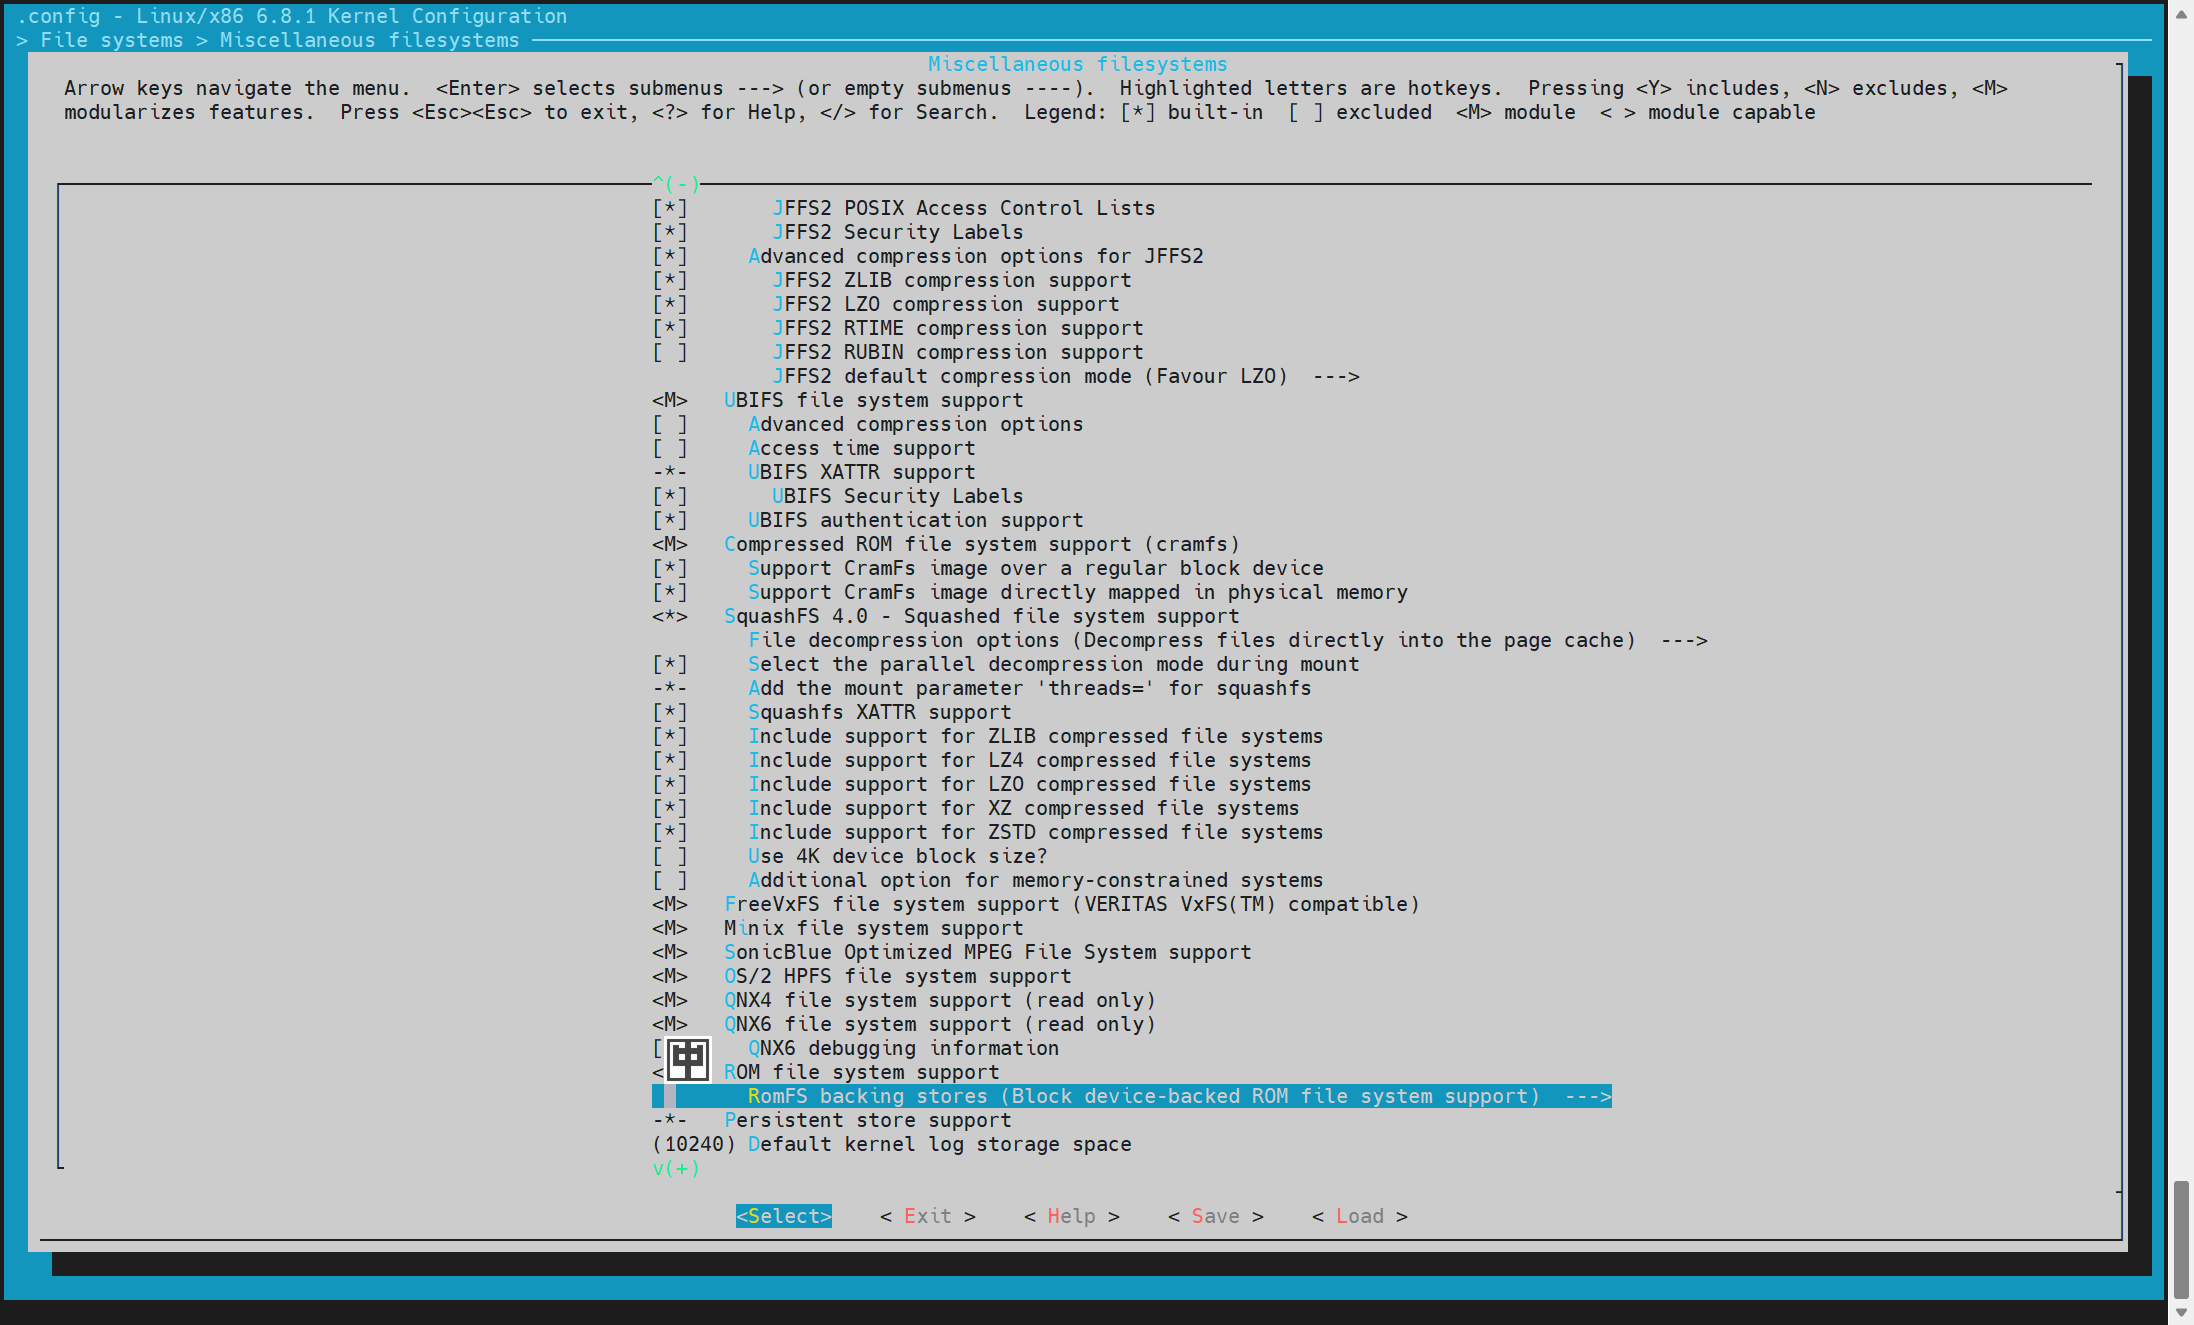 .config - Linux/x86 6.8.1 Kernel Configuration
> File systems > Miscellaneous filesystems
Miscellaneous filesystems
Arrow keys navigate the menu.  <Enter> selects submenus ---> (or empty submenus ----).  Highlighted letters are hotkeys.  Pressing <Y> includes, <N> excludes, <M>
modularizes features.  Press <Esc><Esc> to exit, <?> for Help, </> for Search.  Legend: [*] built-in  [ ] excluded  <M> module  < > module capable
^(-)
[*]       JFFS2 POSIX Access Control Lists
[*]       JFFS2 Security Labels
[*]     Advanced compression options for JFFS2
[*]       JFFS2 ZLIB compression support
[*]       JFFS2 LZO compression support
[*]       JFFS2 RTIME compression support
[ ]       JFFS2 RUBIN compression support
JFFS2 default compression mode (Favour LZO)  --->
<M>   UBIFS file system support
[ ]     Advanced compression options
[ ]     Access time support
-*-     UBIFS XATTR support
[*]       UBIFS Security Labels
[*]     UBIFS authentication support
<M>   Compressed ROM file system support (cramfs)
[*]     Support CramFs image over a regular block device
[*]     Support CramFs image directly mapped in physical memory
<*>   SquashFS 4.0 - Squashed file system support
File decompression options (Decompress files directly into the page cache)  --->
[*]     Select the parallel decompression mode during mount
-*-     Add the mount parameter 'threads=' for squashfs
[*]     Squashfs XATTR support
[*]     Include support for ZLIB compressed file systems
[*]     Include support for LZ4 compressed file systems
[*]     Include support for LZO compressed file systems
[*]     Include support for XZ compressed file systems
[*]     Include support for ZSTD compressed file systems
[ ]     Use 4K device block size?
[ ]     Additional option for memory-constrained systems
<M>   FreeVxFS file system support (VERITAS VxFS(TM) compatible)
<M>   Minix file system support
<M>   SonicBlue Optimized MPEG File System support
<M>   OS/2 HPFS file system support
<M>   QNX4 file system support (read only)
<M>   QNX6 file system support (read only)
[       QNX6 debugging information
<     ROM file system support
RomFS backing stores (Block device-backed ROM file system support)  --->
-*-   Persistent store support
(10240) Default kernel log storage space
v(+)
<Select>    < Exit >    < Help >    < Save >    < Load >